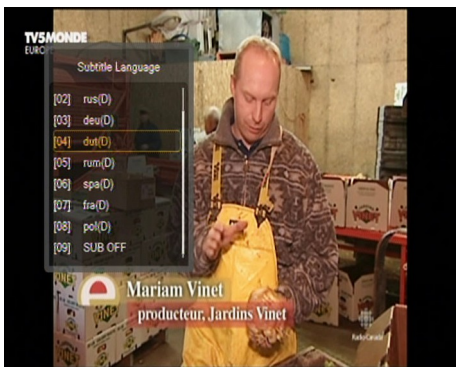 TV5MONDE
EUROPE
Subtitle Language
[02] rus(D)
[03] deu(D)
[04] dut(D)
[05] rum(D)
[06] spa(D)
[07] fra(D)
[08] pol(D)
[09] SUB OFF
Mariam Vinet
producteur, Jardins Vinet
Radio-Canada